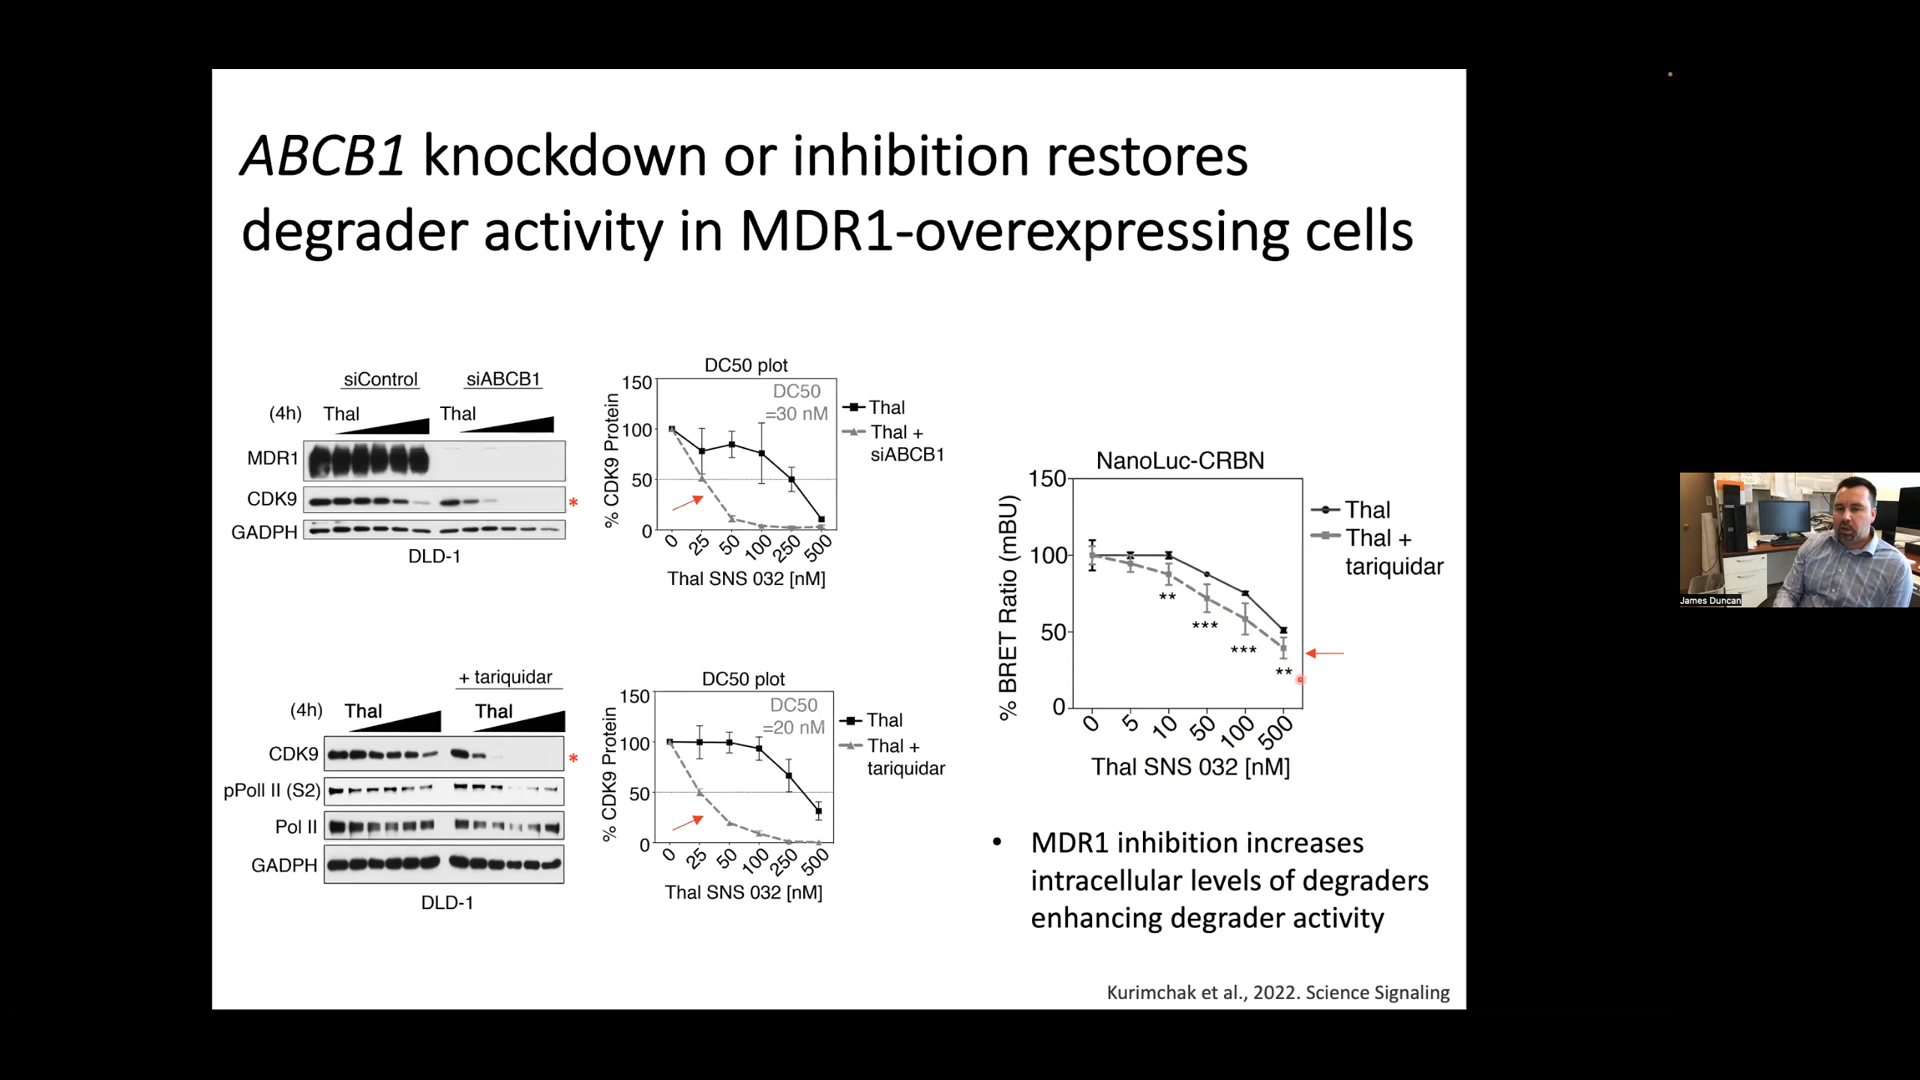 ABCB1 knockdown or inhibition restores
degrader activity in MDR1-overexpressing cells
siControl siABCB1
(4h) Thal Thal
MDR1
CDK9 *
GADPH
DLD-1
DC50 plot
% CDK9 Protein
150
100
50
0
DC50
=30 nM
0 25 50 100 250 500
Thal SNS 032 [nM]
Thal
Thal +
siABCB1
+ tariquidar
(4h) Thal Thal
CDK9 *
pPoll II (S2)
Pol II
GADPH
DLD-1
DC50 plot
% CDK9 Protein
150
100
50
0
DC50
=20 nM
0 25 50 100 250 500
Thal SNS 032 [nM]
Thal
Thal +
tariquidar
NanoLuc-CRBN
% BRET Ratio (mBU)
150
100
50
0
**
***
***
**
0 5 10 50 100 500
Thal SNS 032 [nM]
Thal
Thal +
tariquidar
• MDR1 inhibition increases
intracellular levels of degraders
enhancing degrader activity
Kurimchak et al., 2022. Science Signaling
James Duncan